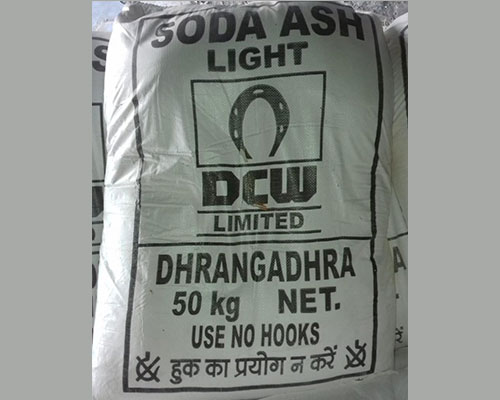 SODA ASH
LIGHT
DCW
LIMITED
DHRANGADHRA
50 kg NET.
USE NO HOOKS
हुक का प्रयोग न करें